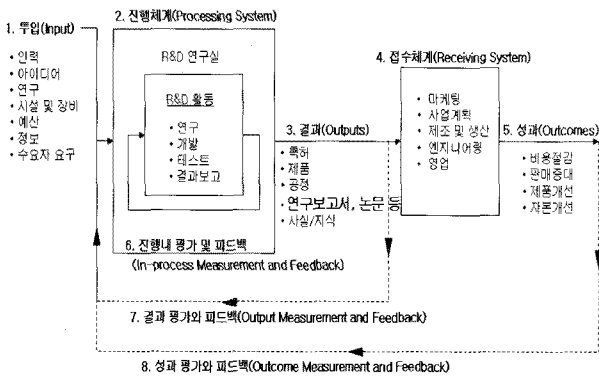 1. 투입(Input)
• 인력
• 아이디어
• 연구
• 시설 및 장비
• 예산
• 정보
• 수요자 요구
2. 진행체계(Processing System)
R&D 연구실
R&D 활동
• 연구
• 개발
• 테스트
• 결과보고
6. 진행내 평가 및 피드백
(In-process Measurement and Feedback)
3. 결과(Outputs)
• 특허
• 제품
• 공정
• 연구보고서, 논문 등
• 사실/지식
4. 접수체계(Receiving System)
• 마케팅
• 사업계획
• 제조 및 생산
• 엔지니어링
• 영업
5. 성과(Outcomes)
• 비용절감
• 판매증대
• 제품개선
• 자본개선
7. 결과 평가와 피드백(Output Measurement and Feedback)
8. 성과 평가와 피드백(Outcome Measurement and Feedback)